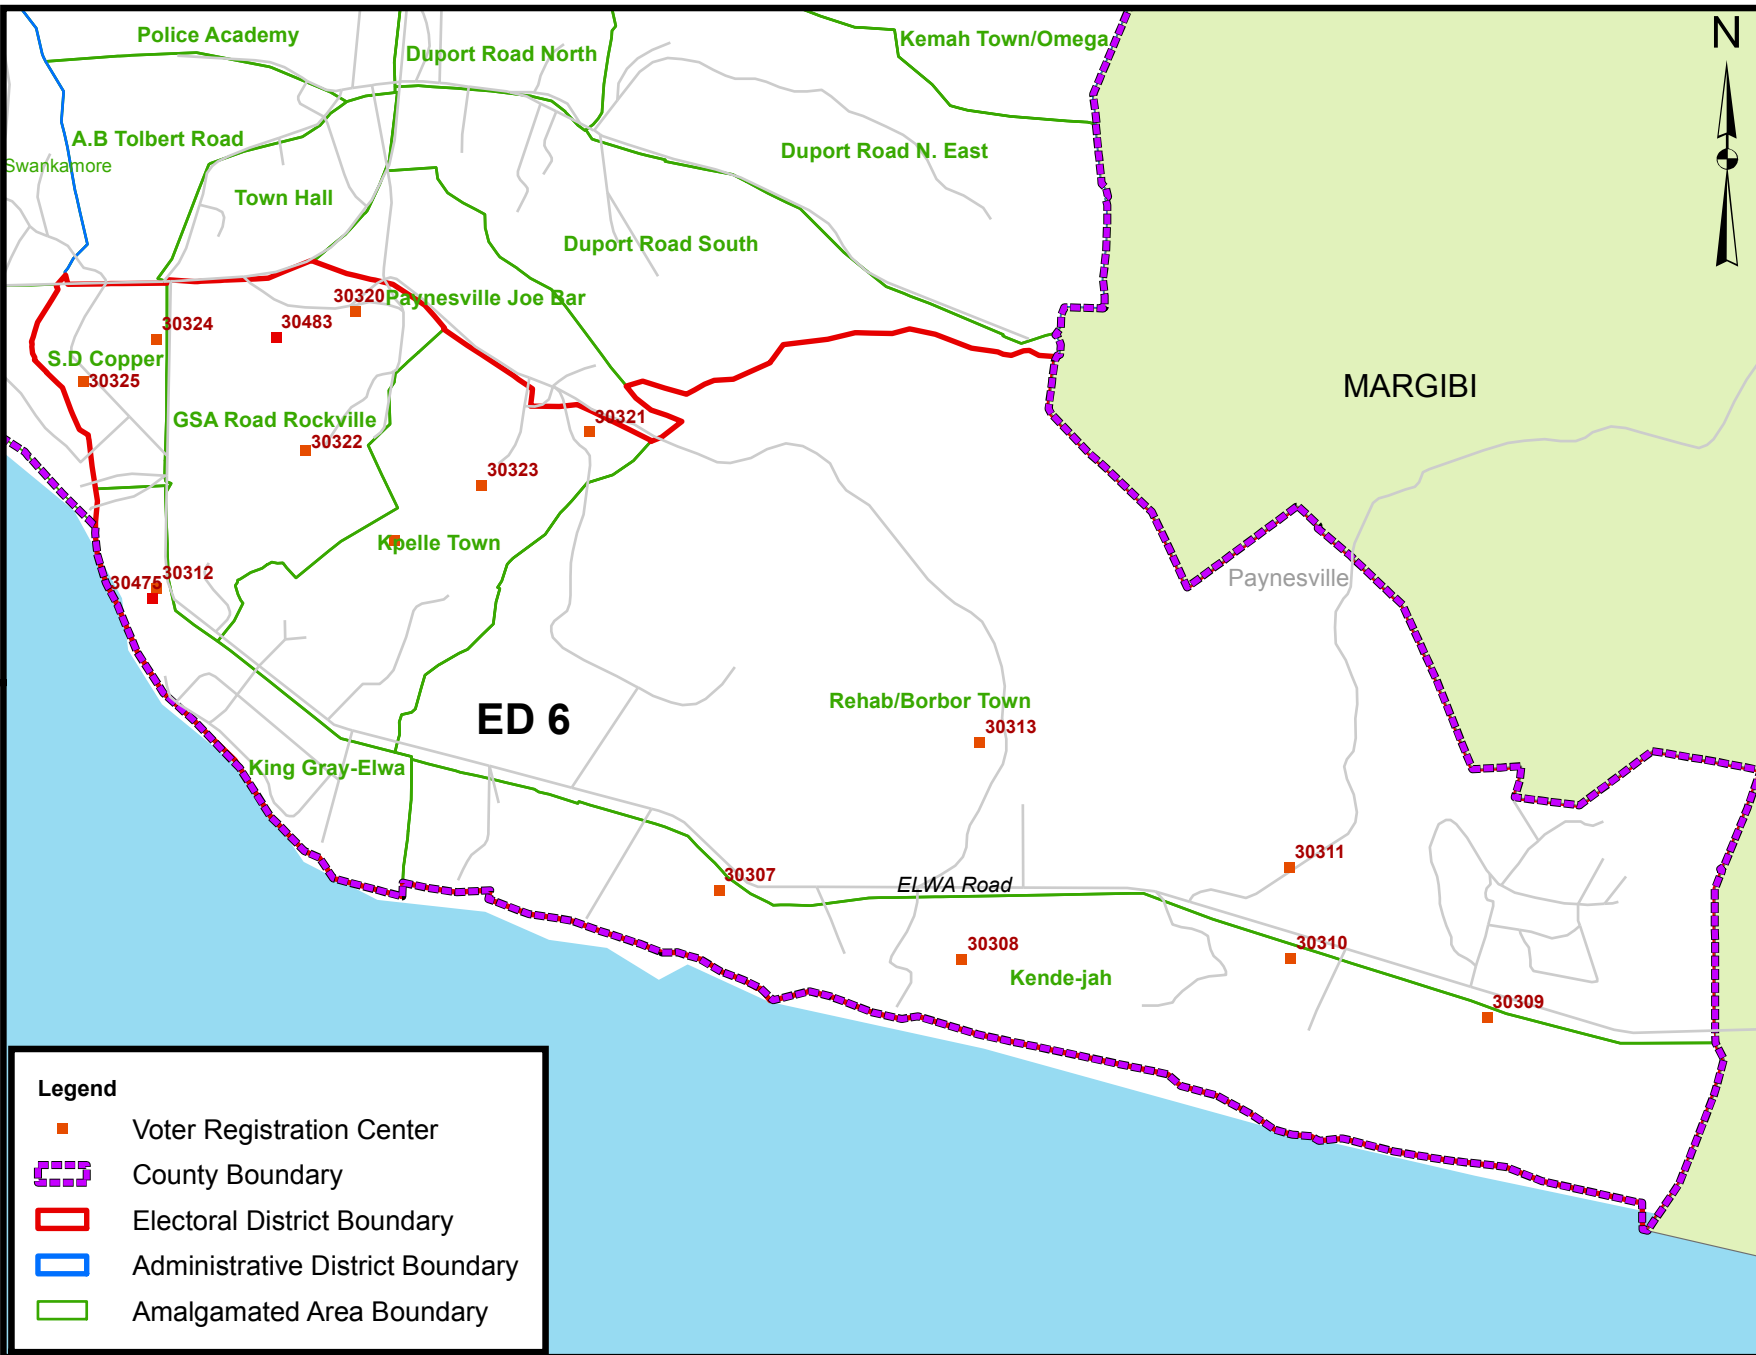 Police Academy
Duport Road North
Kemah Town/Omega
N
A.B Tolbert Road
Swankamore
Duport Road N. East
Town Hall
Duport Road South
30320
Paynesville Joe Bar
30324
30483
S.D Copper
30325
MARGIBI
GSA Road Rockville
30321
30322
30323
Kpelle Town
30312
30475
Paynesville
Rehab/Borbor Town
ED 6
30313
King Gray-Elwa
30311
30307
ELWA Road
30308
30310
Kende-jah
30309
Legend
Voter Registration Center
County Boundary
Electoral District Boundary
Administrative District Boundary
Amalgamated Area Boundary